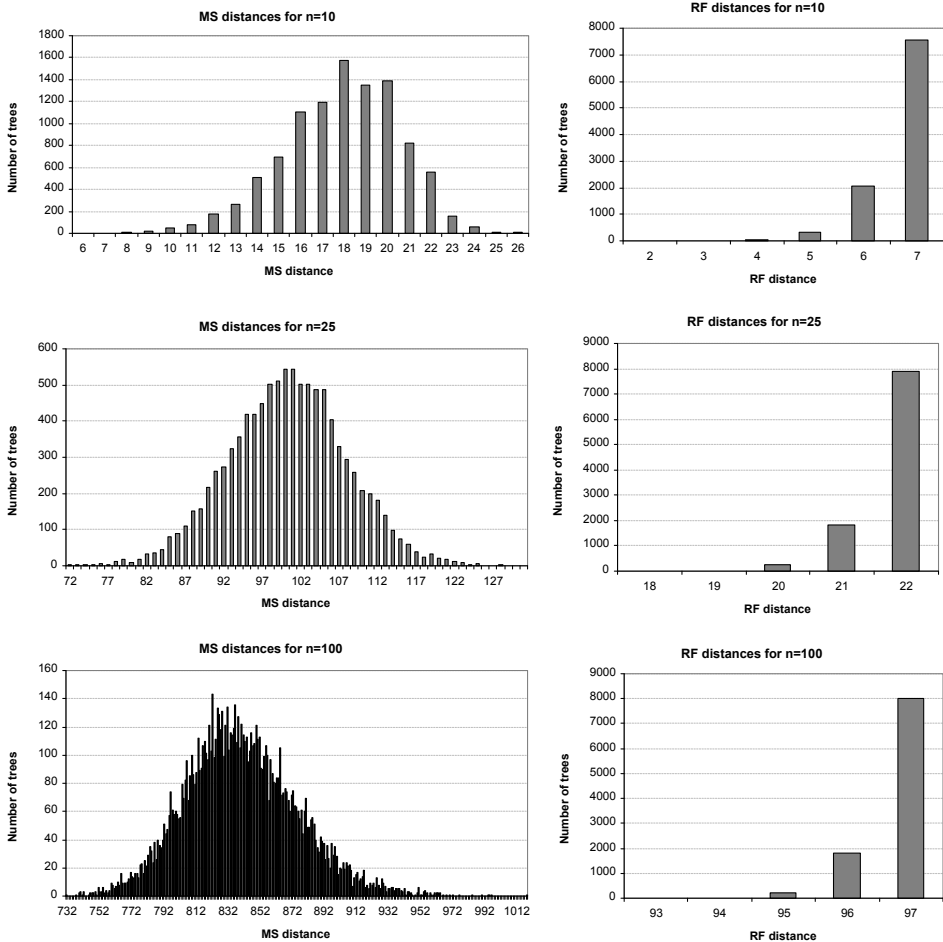 MS distances for n=10
1800
1600
1400
1200
1000
800
600
400
200
0
Number of trees
6 7 8 9 10 11 12 13 14 15 16 17 18 19 20 21 22 23 24 25 26
MS distance
RF distances for n=10
8000
7000
6000
5000
4000
3000
2000
1000
0
Number of trees
2 3 4 5 6 7
RF distance
MS distances for n=25
600
500
400
300
200
100
0
Number of trees
72 77 82 87 92 97 102 107 112 117 122 127
MS distance
RF distances for n=25
9000
8000
7000
6000
5000
4000
3000
2000
1000
0
Number of trees
18 19 20 21 22
RF distance
MS distances for n=100
160
140
120
100
80
60
40
20
0
Number of trees
732 752 772 792 812 832 852 872 892 912 932 952 972 992 1012
MS distance
RF distances for n=100
9000
8000
7000
6000
5000
4000
3000
2000
1000
0
Number of trees
93 94 95 96 97
RF distance